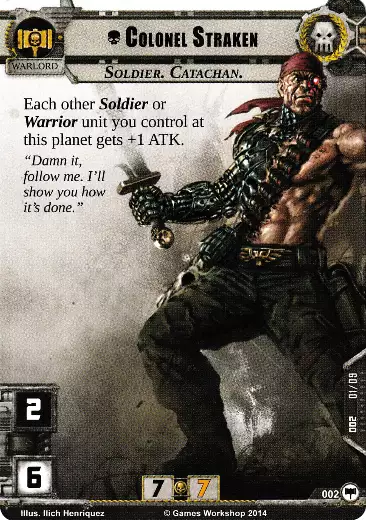 Colonel Straken
WARLORD
Soldier. Catachan.
Each other Soldier or
Warrior unit you control at
this planet gets +1 ATK.
“Damn it,
follow me. I’ll
show you how
it’s done.”
2
6
7 7
002 01/09
002
Illus. Ilich Henriquez
© Games Workshop 2014